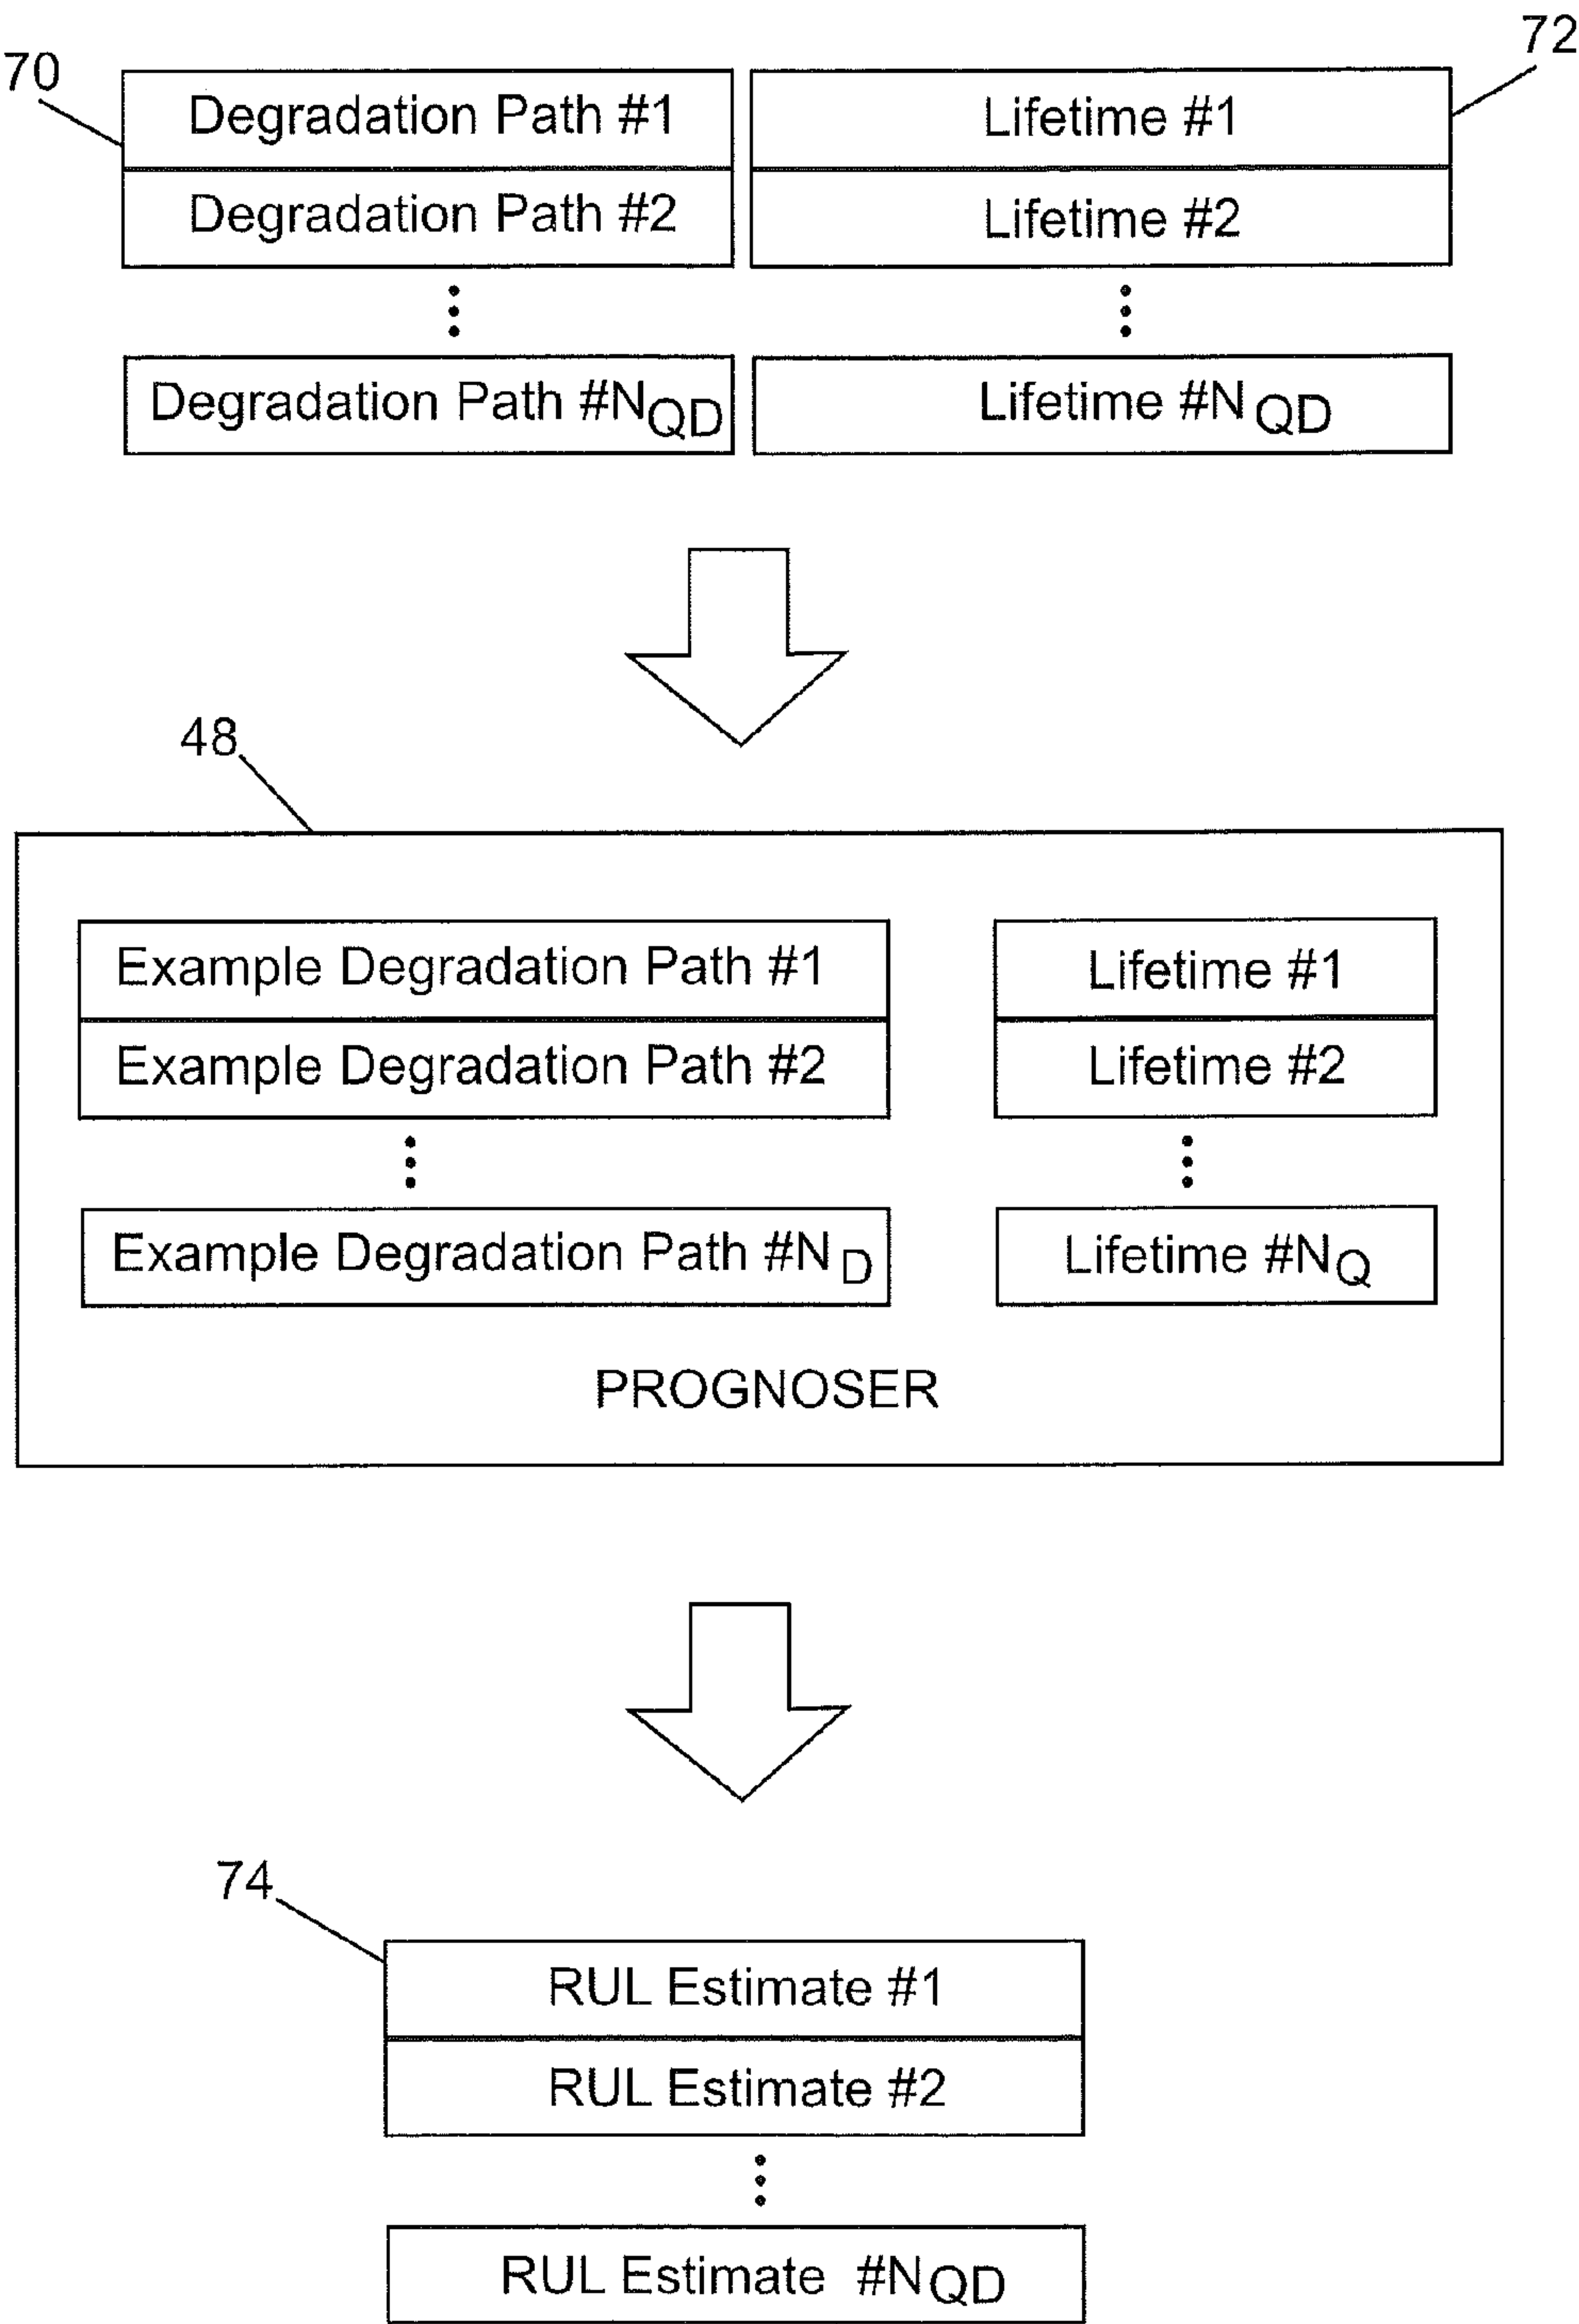 70
72
Degradation Path #1
Lifetime #1
Degradation Path #2
Lifetime #2
Degradation Path #NQD
Lifetime #NQD
48
Example Degradation Path #1
Lifetime #1
Example Degradation Path #2
Lifetime #2
Example Degradation Path #ND
Lifetime #NQ
PROGNOSER
74
RUL Estimate #1
RUL Estimate #2
RUL Estimate #NQD